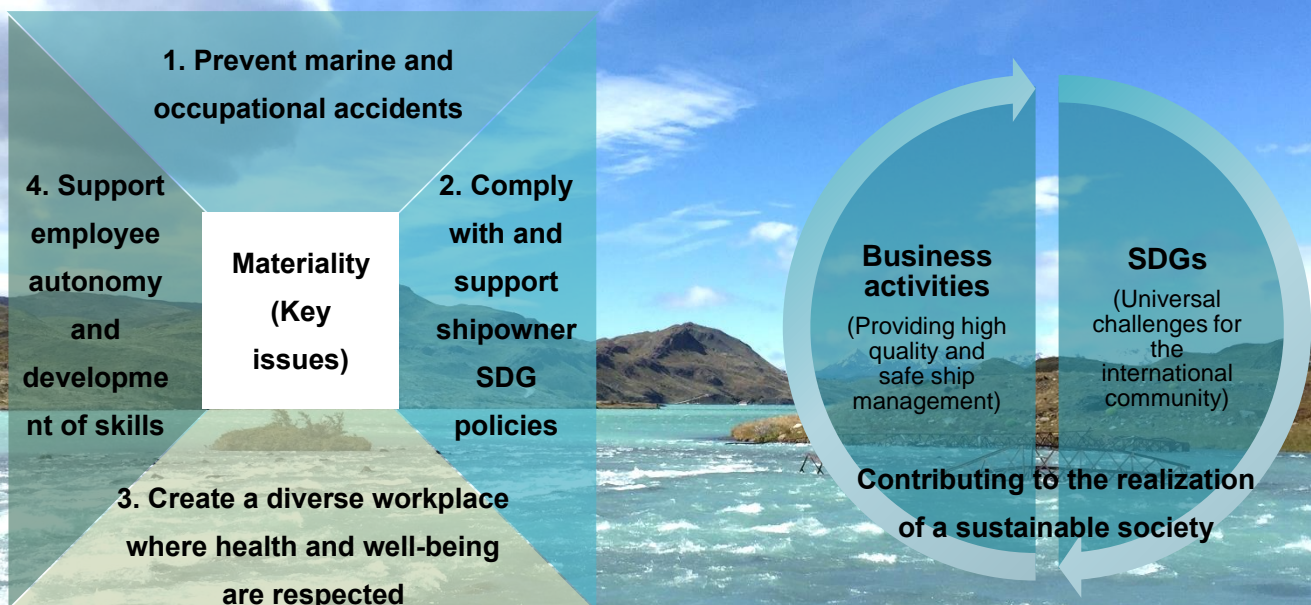 1. Prevent marine and
occupational accidents
4. Support
employee
autonomy
and
developme
nt of skills
Materiality
(Key
issues)
2. Comply
with and
support
shipowner
SDG
policies
3. Create a diverse workplace
where health and well-being
are respected
Business
activities
(Providing high
quality and
safe ship
management)
SDGs
(Universal
challenges for
the
international
community)
Contributing to the realization
of a sustainable society